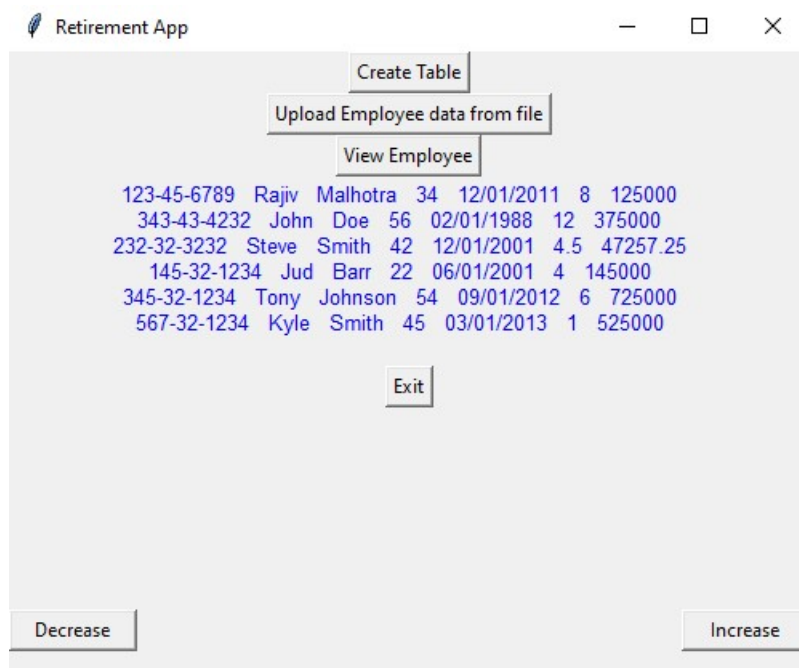 Retirement App
Create Table
Upload Employee data from file
View Employee
123-45-6789 Rajiv Malhotra 34 12/01/2011 8 125000
343-43-4232 John Doe 56 02/01/1988 12 375000
232-32-3232 Steve Smith 42 12/01/2001 4.5 47257.25
145-32-1234 Jud Barr 22 06/01/2001 4 145000
345-32-1234 Tony Johnson 54 09/01/2012 6 725000
567-32-1234 Kyle Smith 45 03/01/2013 1 525000
Exit
Decrease Increase